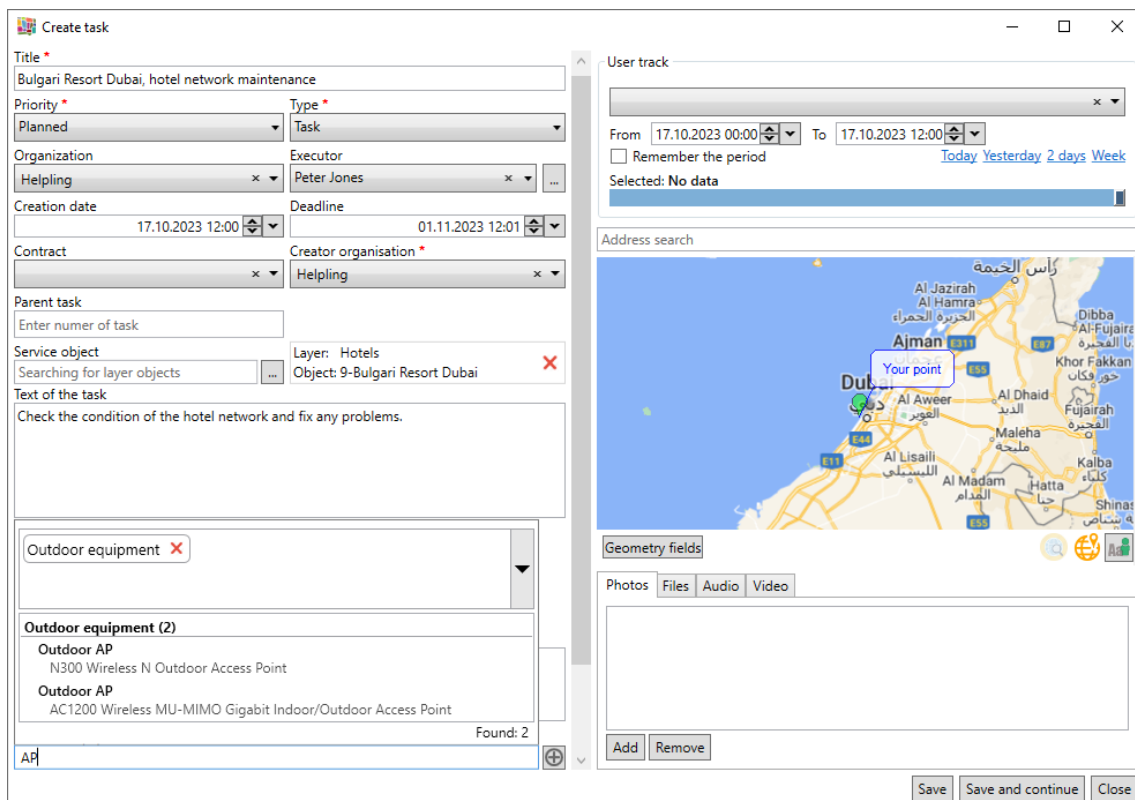 Create task
Title *
Bulgari Resort Dubai, hotel network maintenance
Priority *
Type *
Planned
Task
Organization
Executor
Helpling
Peter Jones
...
Creation date
Deadline
17.10.2023 12:00
01.11.2023 12:01
Contract
Creator organisation *
Helpling
Parent task
Enter numer of task
Service object
Searching for layer objects
...
Layer: Hotels
Object: 9-Bulgari Resort Dubai
Text of the task
Check the condition of the hotel network and fix any problems.
Outdoor equipment
Outdoor equipment (2)
Outdoor AP
N300 Wireless N Outdoor Access Point
Outdoor AP
AC1200 Wireless MU-MIMO Gigabit Indoor/Outdoor Access Point
Found: 2
AP
User track
From 17.10.2023 00:00 To 17.10.2023 12:00
Remember the period
Today Yesterday 2 days Week
Selected: No data
Address search
رأس الخيمة
Al Jazirah
Al Hamra
الجزيرة الحمراء
Dibba
Al-Fujaira
Ajman
عجمان
E311
E87
Khor Fakkan
خور فكان
Your point
E55
Dubai
دبي
Al Aweer
العوير
Al Dhaid
الذيد
Fujairah
الفجيرة
E44
Maleha
مليحة
E11
Al Lisaili
الليسيلي
Kalba
كلباء
Al Madam
المدام
Hatta
حتا
Shinas
E55
Geometry fields
Photos Files Audio Video
Add Remove
Save Save and continue Close